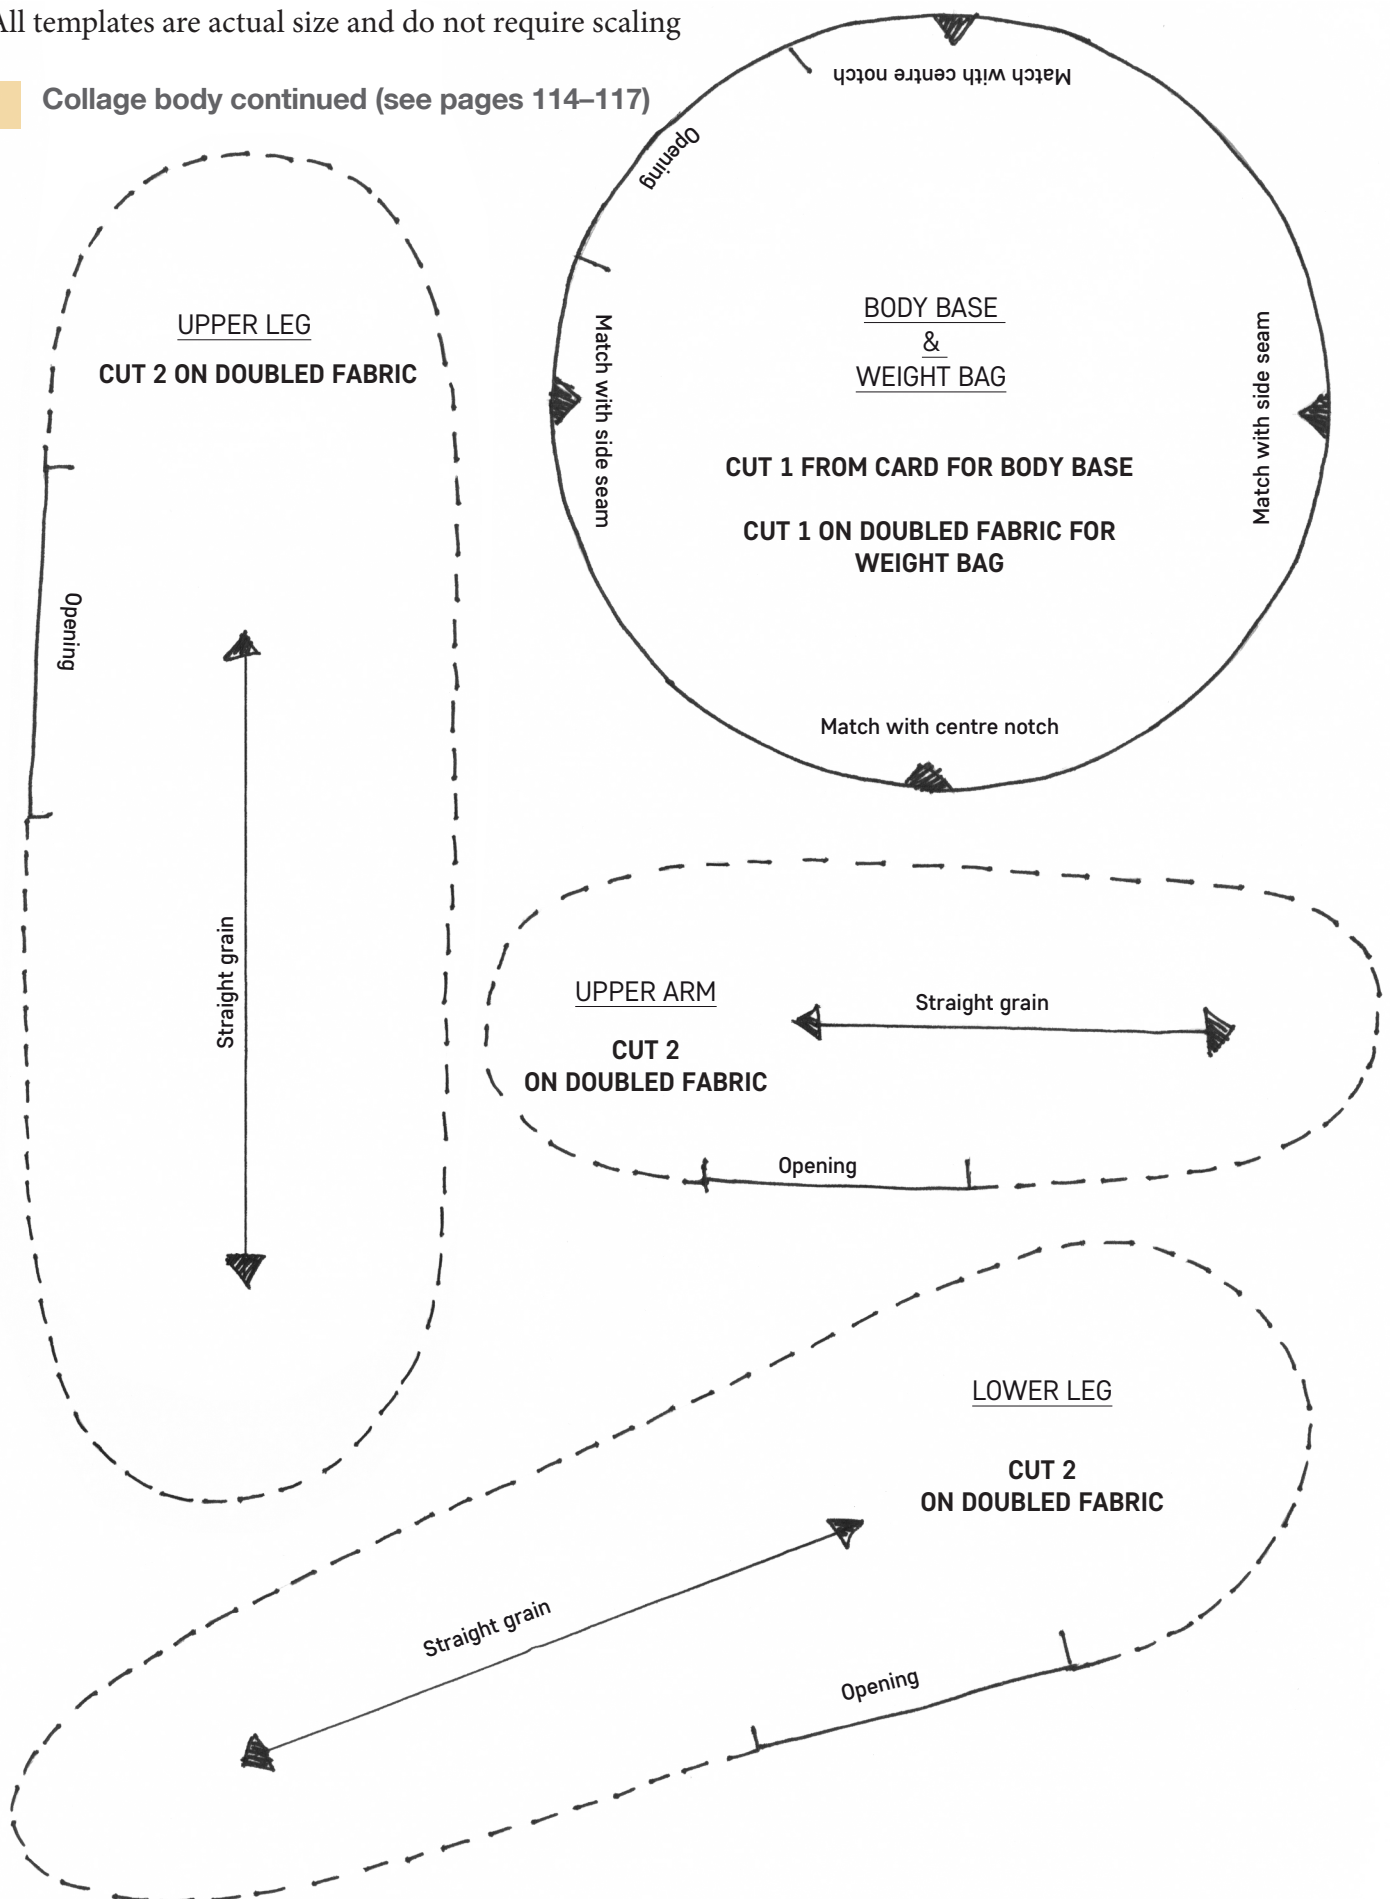 All templates are actual size and do not require scaling
Collage body continued (see pages 114–117)
UPPER LEG
CUT 2 ON DOUBLED FABRIC
Opening
Straight grain
Match with centre notch
Opening
Match with side seam
BODY BASE
&
WEIGHT BAG
CUT 1 FROM CARD FOR BODY BASE
CUT 1 ON DOUBLED FABRIC FOR
WEIGHT BAG
Match with side seam
Match with centre notch
UPPER ARM
CUT 2
ON DOUBLED FABRIC
Straight grain
Opening
LOWER LEG
CUT 2
ON DOUBLED FABRIC
Straight grain
Opening